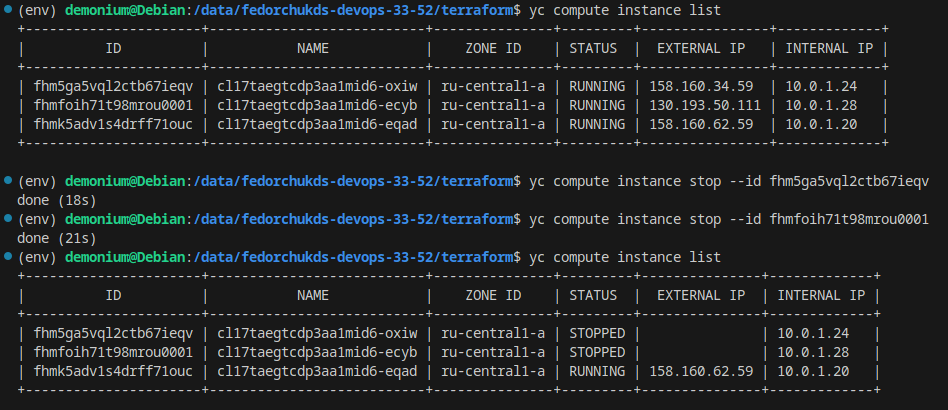 (env) demonium@Debian:/data/fedorchukds-devops-33-52/terraform$ yc compute instance list
+----------------------+---------------------------+---------------+---------+----------------+-------------+
|          ID          |           NAME            |    ZONE ID    | STATUS  |  EXTERNAL IP   | INTERNAL IP |
+----------------------+---------------------------+---------------+---------+----------------+-------------+
| fhm5ga5vql2ctb67ieqv | cl17taegtcdp3aa1mid6-oxiw | ru-central1-a | RUNNING | 158.160.34.59  | 10.0.1.24   |
| fhmfoih71t98mrou0001 | cl17taegtcdp3aa1mid6-ecyb | ru-central1-a | RUNNING | 130.193.50.111 | 10.0.1.28   |
| fhmk5adv1s4drff71ouc | cl17taegtcdp3aa1mid6-eqad | ru-central1-a | RUNNING | 158.160.62.59  | 10.0.1.20   |
+----------------------+---------------------------+---------------+---------+----------------+-------------+
(env) demonium@Debian:/data/fedorchukds-devops-33-52/terraform$ yc compute instance stop --id fhm5ga5vql2ctb67ieqv
done (18s)
(env) demonium@Debian:/data/fedorchukds-devops-33-52/terraform$ yc compute instance stop --id fhmfoih71t98mrou0001
done (21s)
(env) demonium@Debian:/data/fedorchukds-devops-33-52/terraform$ yc compute instance list
+----------------------+---------------------------+---------------+---------+---------------+-------------+
|          ID          |           NAME            |    ZONE ID    | STATUS  |  EXTERNAL IP  | INTERNAL IP |
+----------------------+---------------------------+---------------+---------+---------------+-------------+
| fhm5ga5vql2ctb67ieqv | cl17taegtcdp3aa1mid6-oxiw | ru-central1-a | STOPPED |               | 10.0.1.24   |
| fhmfoih71t98mrou0001 | cl17taegtcdp3aa1mid6-ecyb | ru-central1-a | STOPPED |               | 10.0.1.28   |
| fhmk5adv1s4drff71ouc | cl17taegtcdp3aa1mid6-eqad | ru-central1-a | RUNNING | 158.160.62.59 | 10.0.1.20   |
+----------------------+---------------------------+---------------+---------+---------------+-------------+